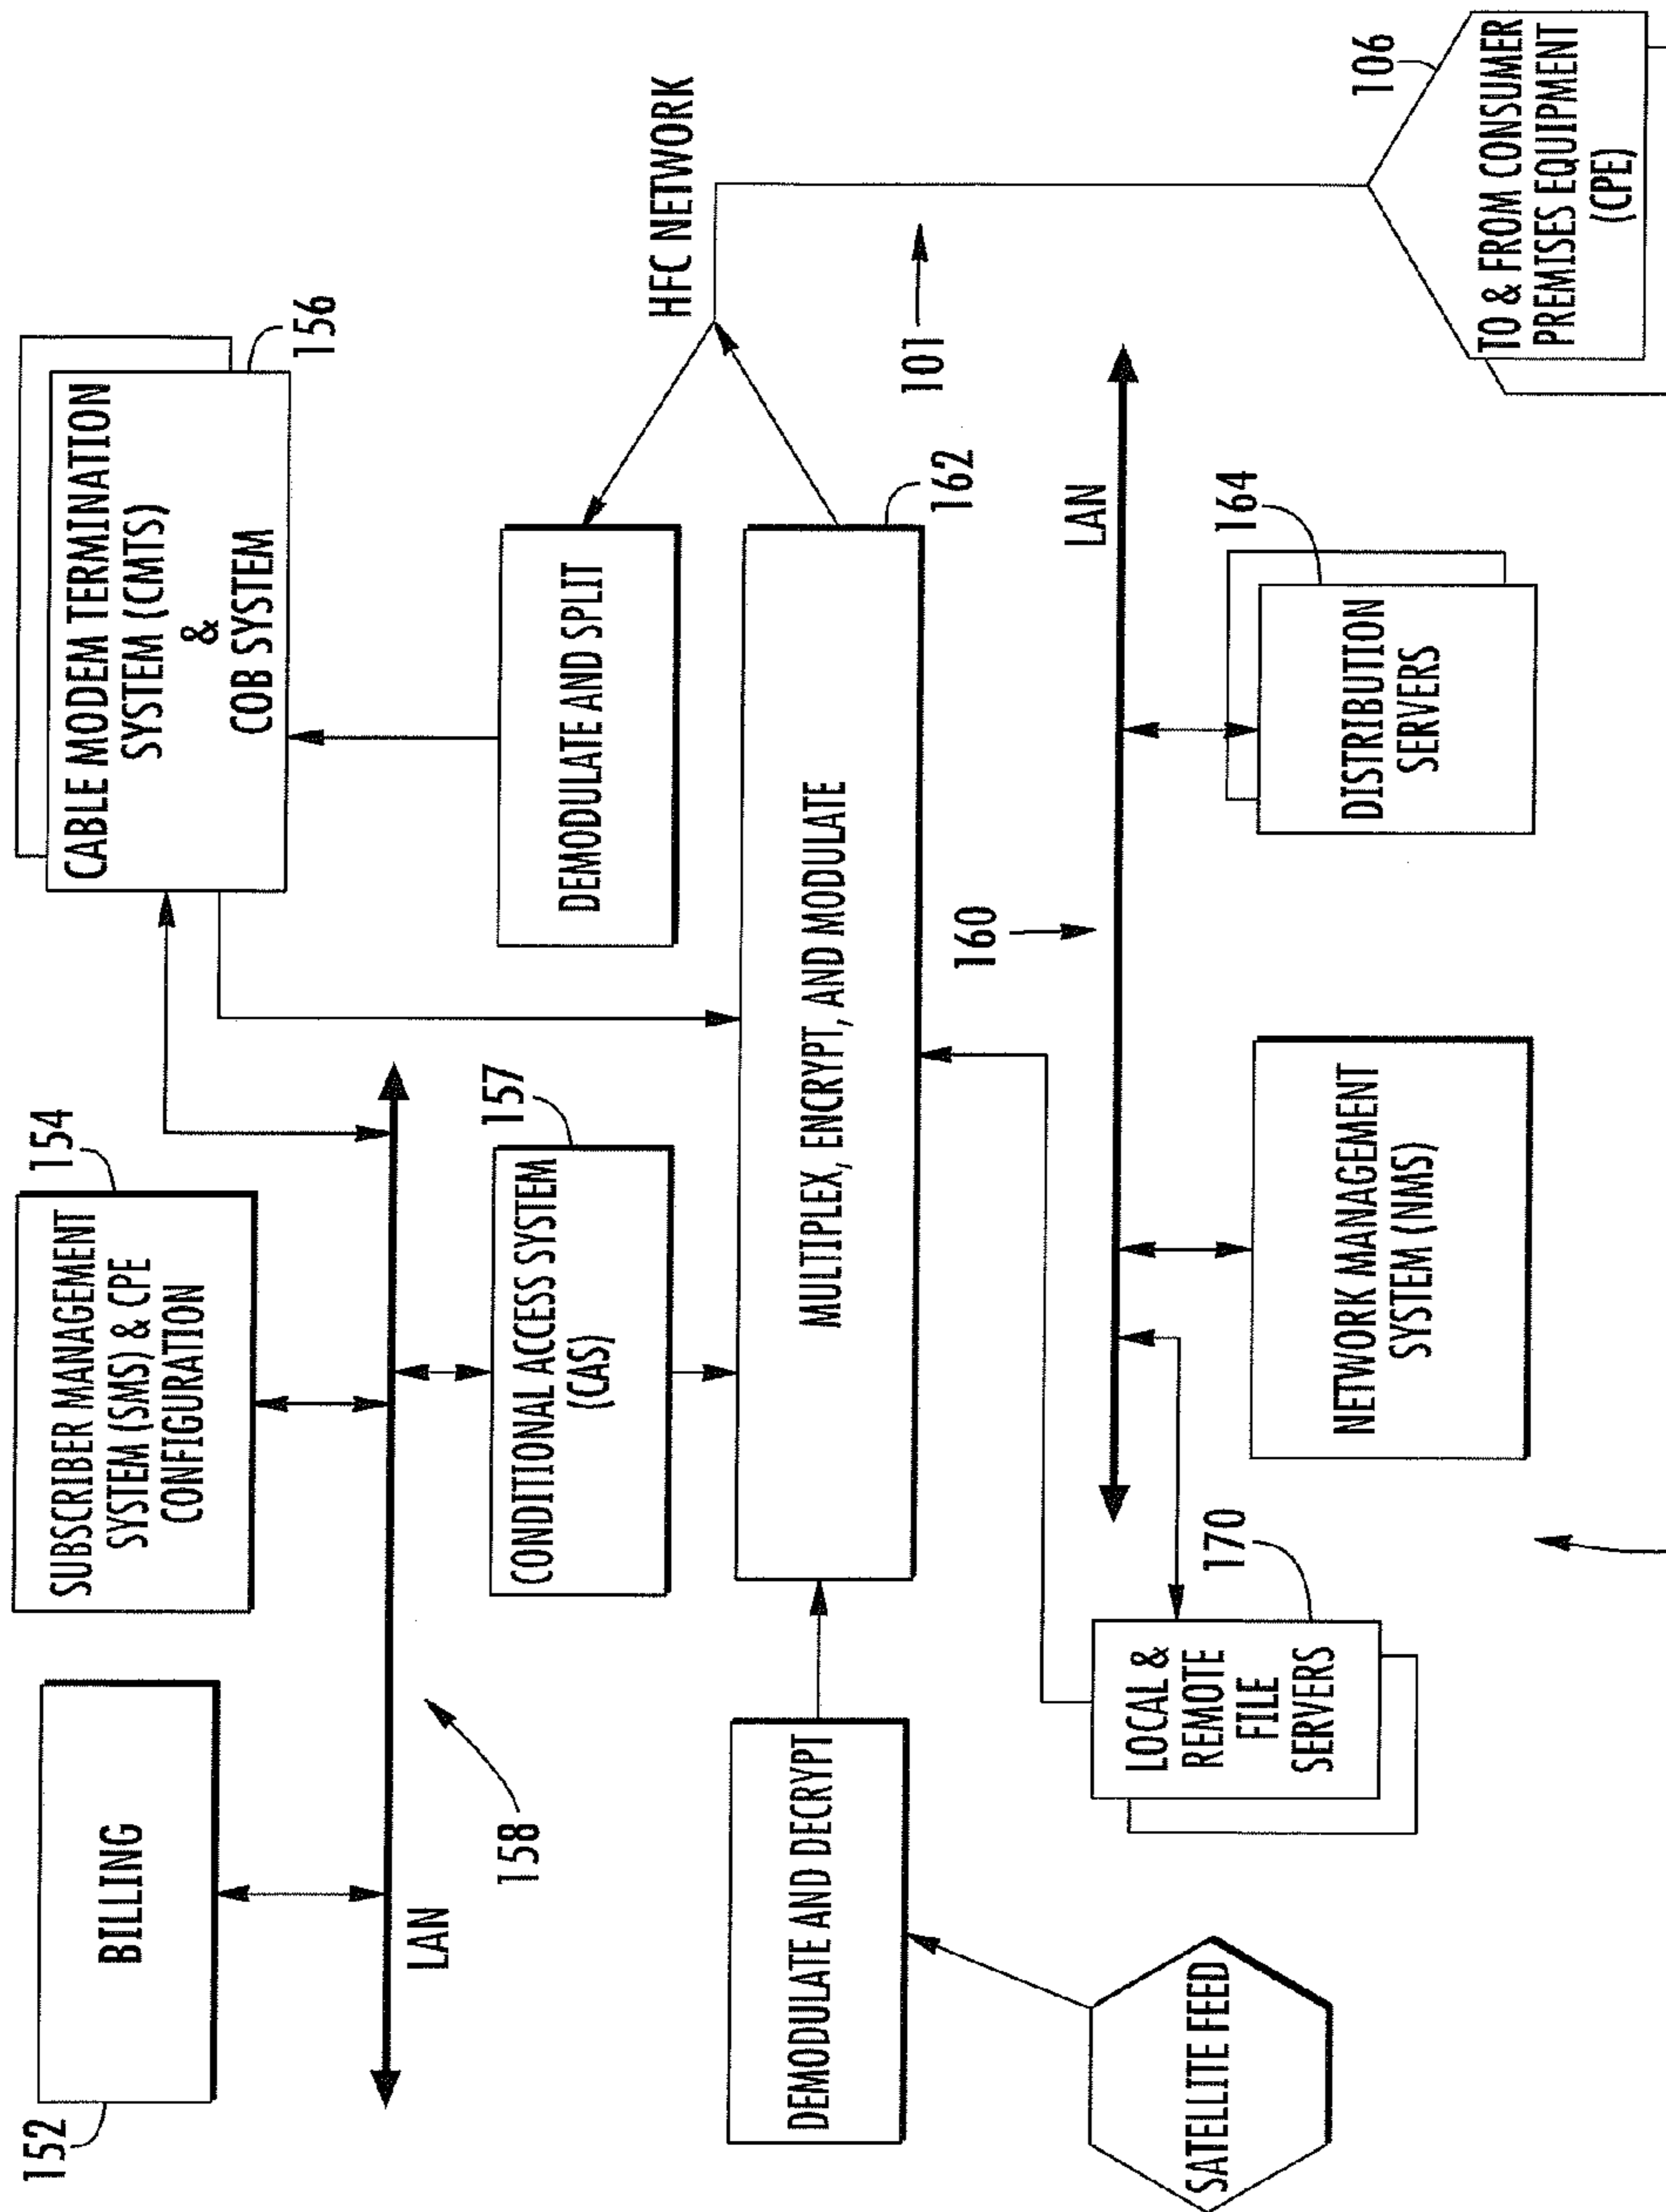 152
BILLING
154
SUBSCRIBER MANAGEMENT
SYSTEM (SMS) & CPE
CONFIGURATION
156
CABLE MODEM TERMINATION
SYSTEM (CMTS)
&
COB SYSTEM
LAN
158
157
CONDITIONAL ACCESS SYSTEM
(CAS)
DEMODULATE AND SPLIT
HFC NETWORK
DEMODULATE AND DECRYPT
MULTIPLEX, ENCRYPT, AND MODULATE
162
101
SATELLITE FEED
LOCAL &
REMOTE
FILE
SERVERS
170
160
LAN
NETWORK MANAGEMENT
SYSTEM (NMS)
DISTRIBUTION
SERVERS
164
106
TO & FROM CONSUMER
PREMISES EQUIPMENT
(CPE)